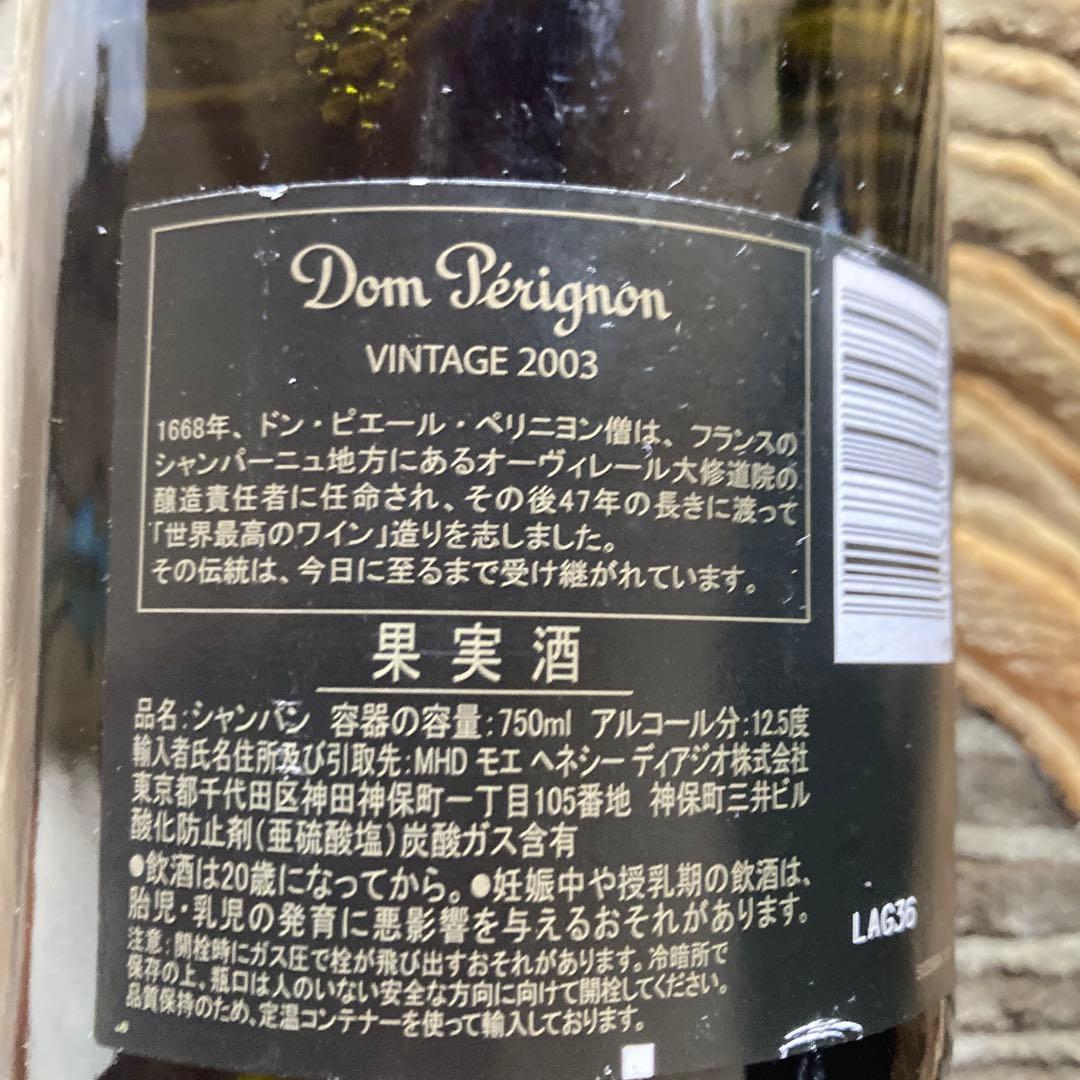 Dom Pérignon
VINTAGE 2003
1668年、ドン・ピエール・ペリニヨン僧は、フランスの
シャンパーニュ地方にあるオーヴィレール大修道院の
醸造責任者に任命され、その後47年の長きに渡って
「世界最高のワイン」造りを志しました。
その伝統は、今日に至るまで受け継がれています。
果実酒
品名:シャンパン 容器の容量:750ml アルコール分:12.5度
輸入者氏名住所及び引取先:MHD モエ ヘネシー ディアジオ株式会社
東京都千代田区神田神保町一丁目105番地 神保町三井ビル
酸化防止剤(亜硫酸塩)炭酸ガス含有
●飲酒は20歳になってから。●妊娠中や授乳期の飲酒は、
胎児・乳児の発育に悪影響を与えるおそれがあります。
注意:開栓時にガス圧で栓が飛び出すおそれがあります。冷暗所で
保存の上、瓶口は人のいない安全な方向に向けて開栓してください。
品質保持のため、定温コンテナーを使って輸入しております。
LAG36